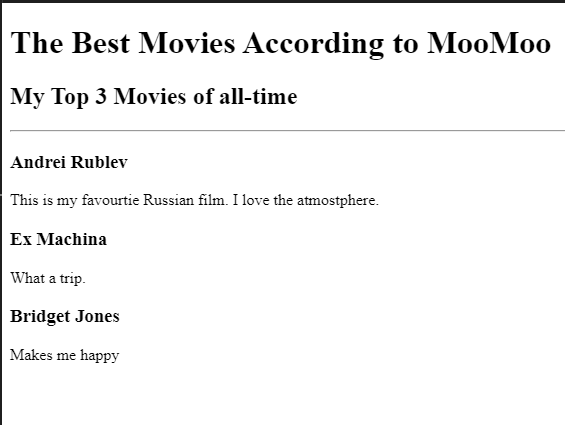 The Best Movies According to MooMoo
My Top 3 Movies of all-time
Andrei Rublev
This is my favourtie Russian film. I love the atmostphere.
Ex Machina
What a trip.
Bridget Jones
Makes me happy